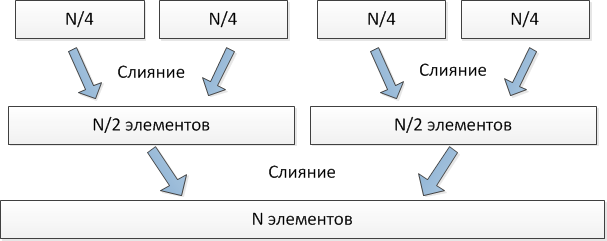 N/4 N/4 N/4 N/4
Слияние Слияние
N/2 элементов N/2 элементов
Слияние
N элементов